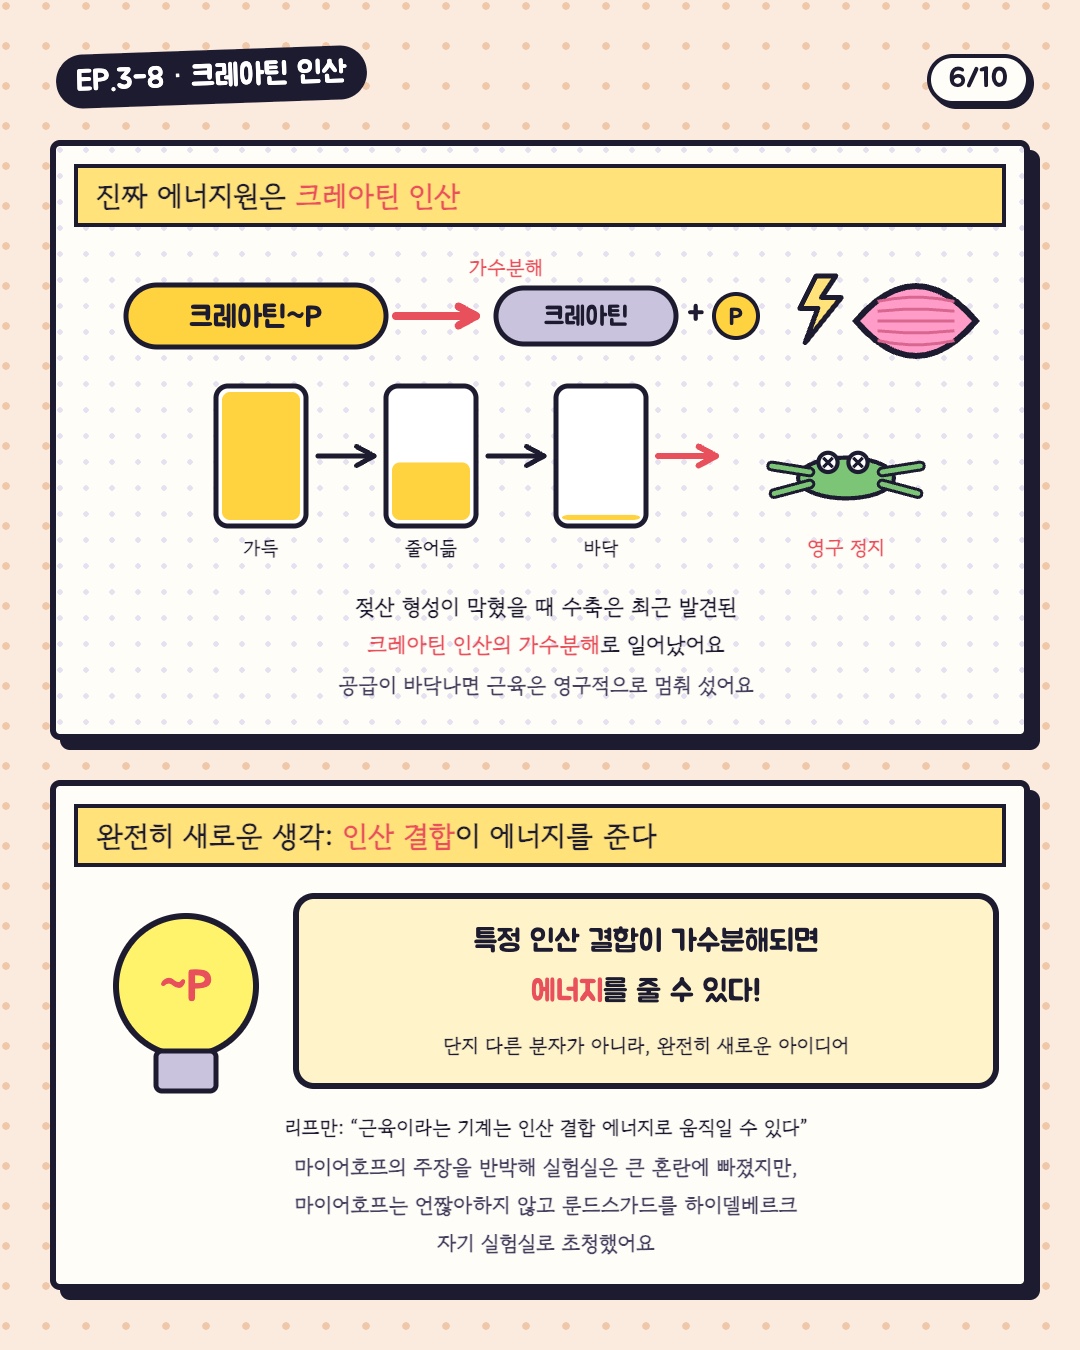 EP.3-8 · 크레아틴 인산
6/10
진짜 에너지원은 크레아틴 인산
가수분해
크레아틴~P
크레아틴
+
P
가득
줄어듦
바닥
영구 정지
젖산 형성이 막혔을 때 수축은 최근 발견된
크레아틴 인산의 가수분해로 일어났어요
공급이 바닥나면 근육은 영구적으로 멈춰 섰어요
완전히 새로운 생각: 인산 결합이 에너지를 준다
~P
특정 인산 결합이 가수분해되면
에너지를 줄 수 있다!
단지 다른 분자가 아니라, 완전히 새로운 아이디어
리프만: “근육이라는 기계는 인산 결합 에너지로 움직일 수 있다”
마이어호프의 주장을 반박해 실험실은 큰 혼란에 빠졌지만,
마이어호프는 언짢아하지 않고 룬드스가드를 하이델베르크
자기 실험실로 초청했어요